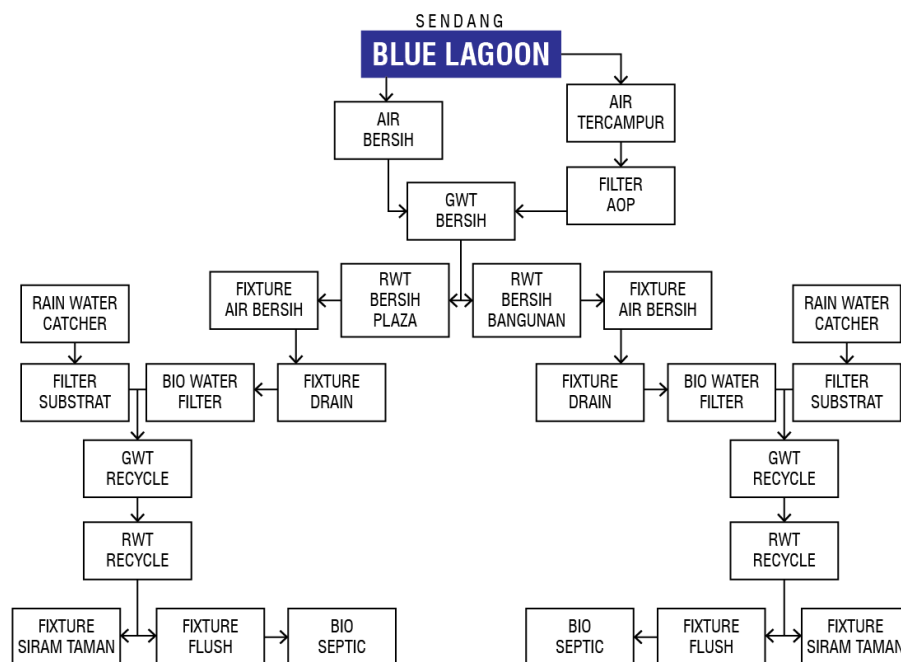 SENDANG
BLUE LAGOON
AIR
BERSIH
AIR
TERCAMPUR
FILTER
AOP
GWT
BERSIH
RWT
BERSIH
PLAZA
RWT
BERSIH
BANGUNAN
FIXTURE
AIR BERSIH
FIXTURE
AIR BERSIH
RAIN WATER
CATCHER
RAIN WATER
CATCHER
FILTER
SUBSTRAT
BIO WATER
FILTER
FIXTURE
DRAIN
FIXTURE
DRAIN
BIO WATER
FILTER
FILTER
SUBSTRAT
GWT
RECYCLE
GWT
RECYCLE
RWT
RECYCLE
RWT
RECYCLE
FIXTURE
SIRAM TAMAN
FIXTURE
FLUSH
BIO
SEPTIC
BIO
SEPTIC
FIXTURE
FLUSH
FIXTURE
SIRAM TAMAN